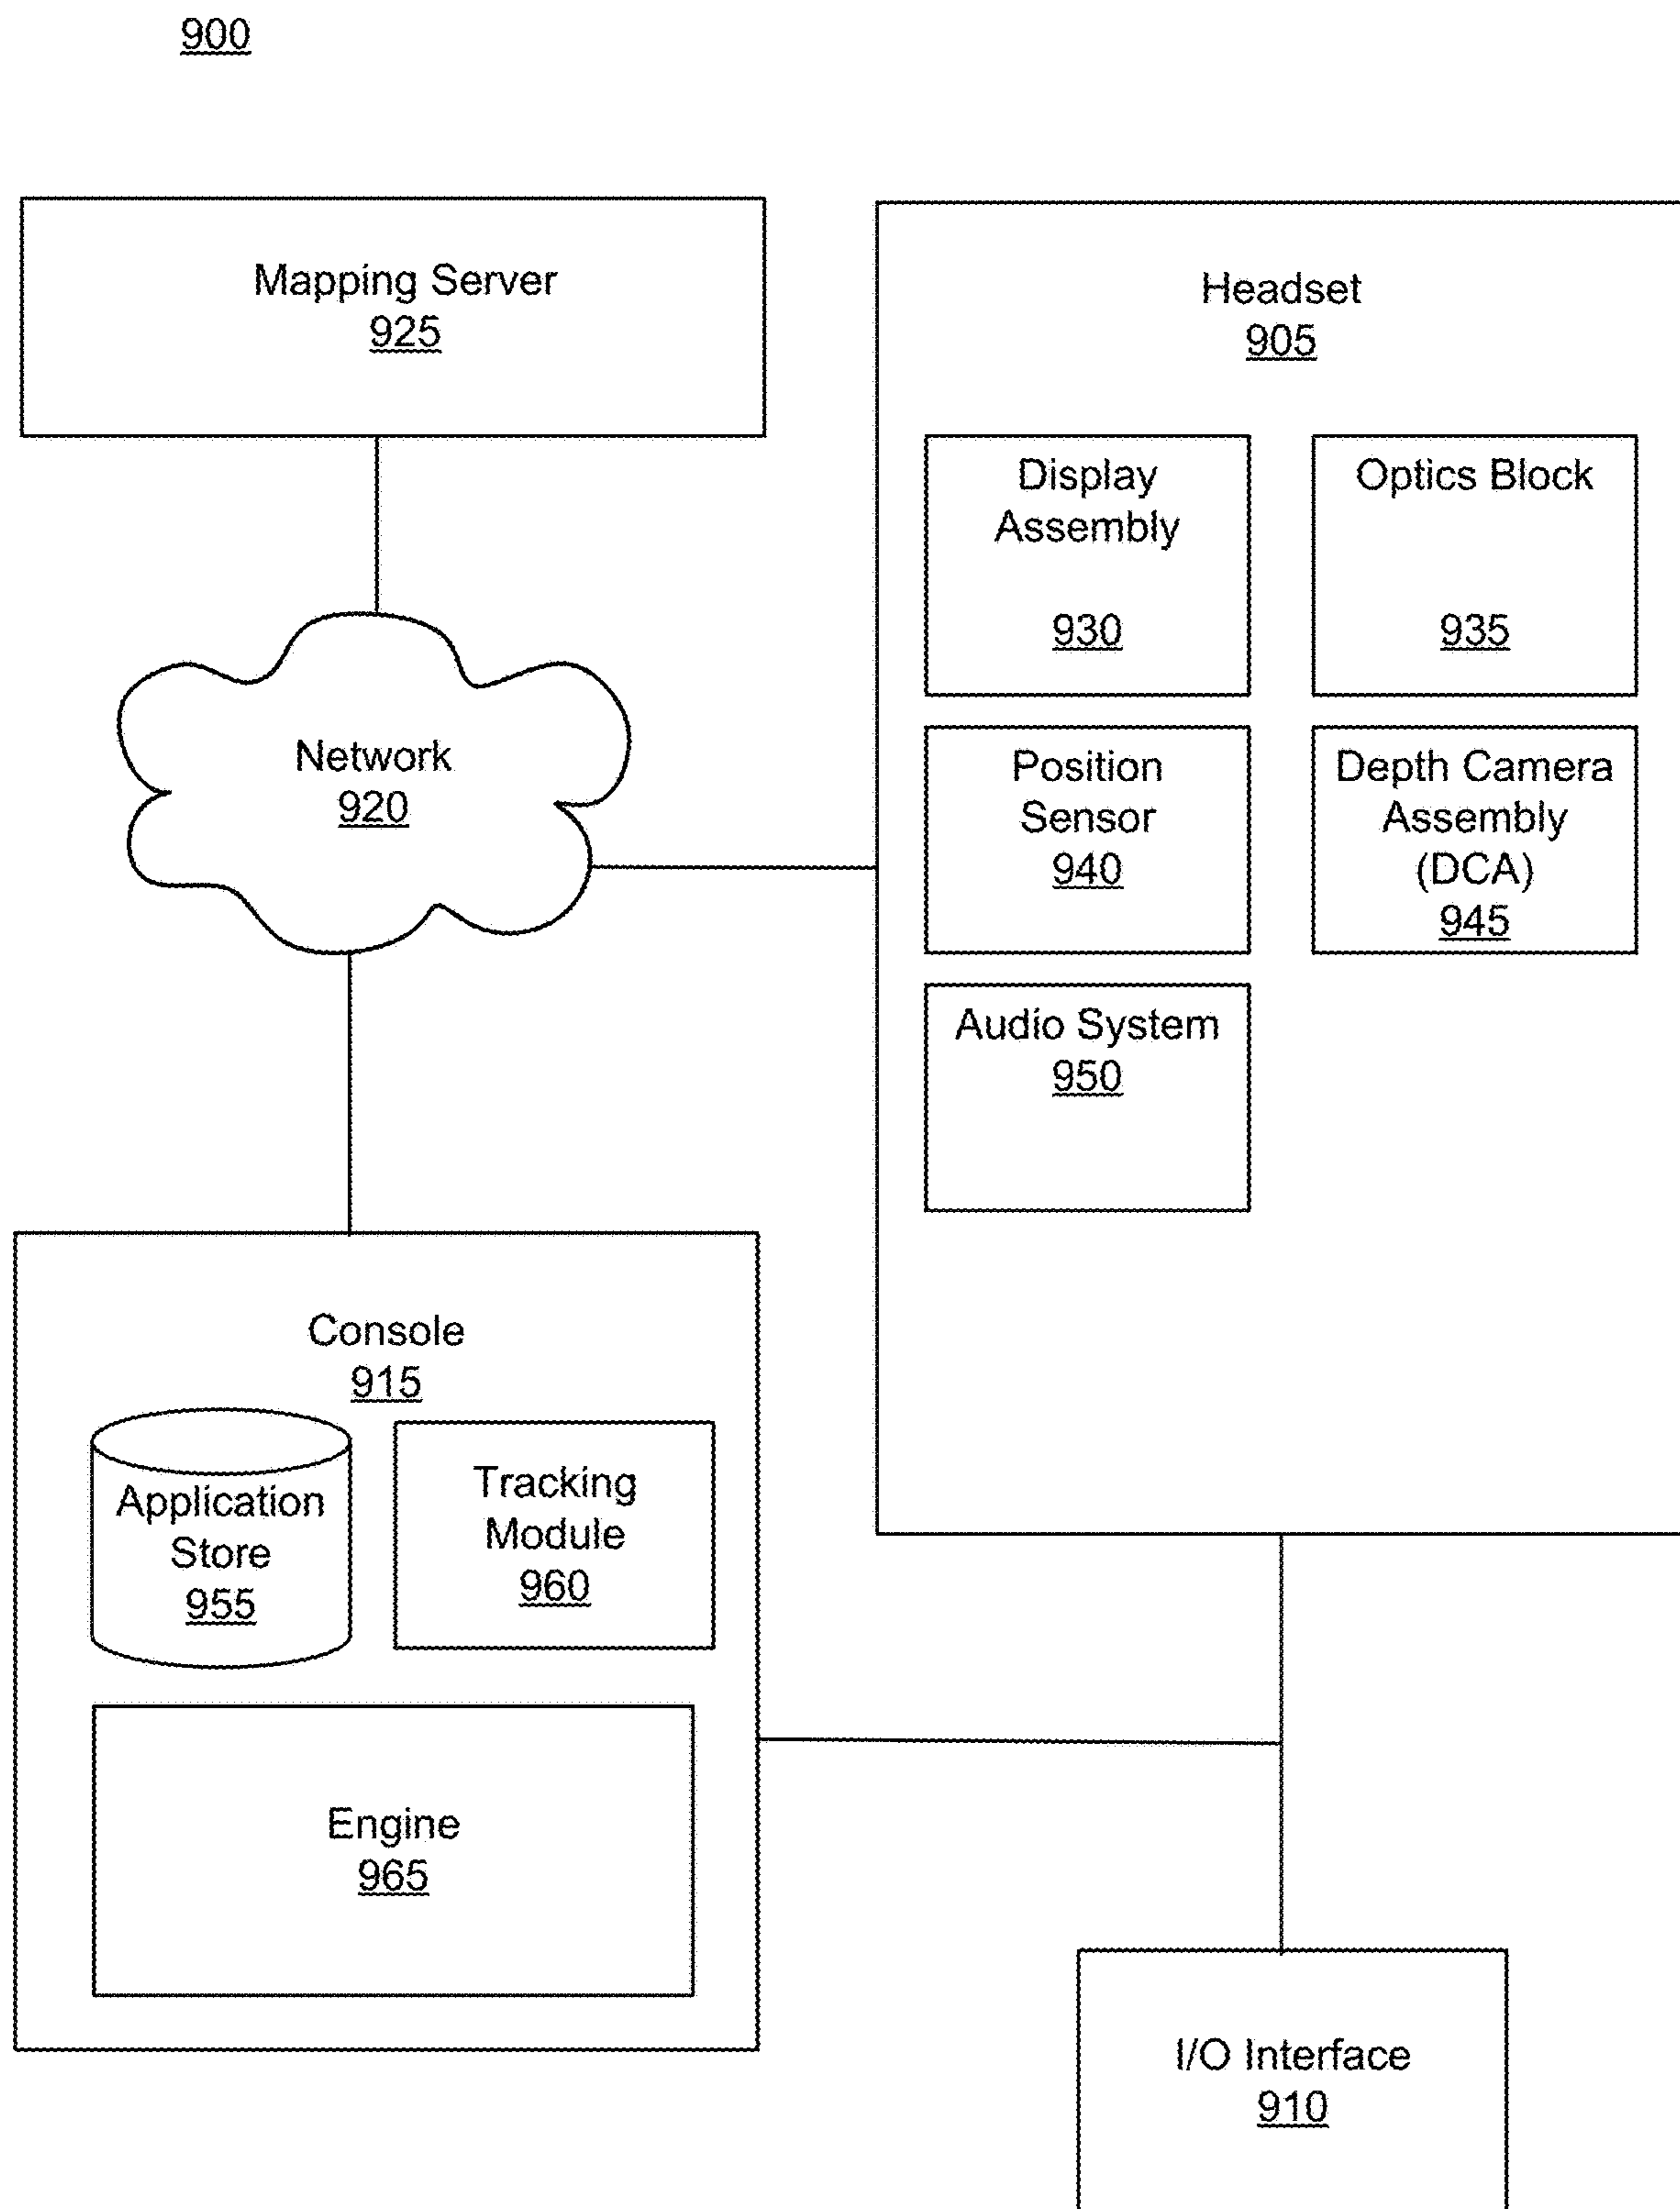 900
Mapping Server
925
Headset
905
Display
Assembly
930
Optics Block
935
Network
920
Position
Sensor
940
Depth Camera
Assembly
(DCA)
945
Audio System
950
Console
915
Application
Store
955
Tracking
Module
960
Engine
965
I/O Interface
910